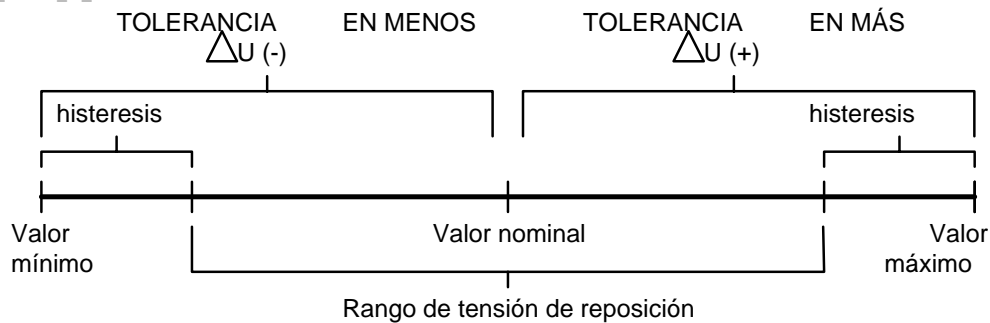 TOLERANCIA EN MENOS TOLERANCIA EN MÁS
△U (-) △U (+)
histeresis histeresis
Valor mínimo Valor nominal Valor máximo
Rango de tensión de reposición